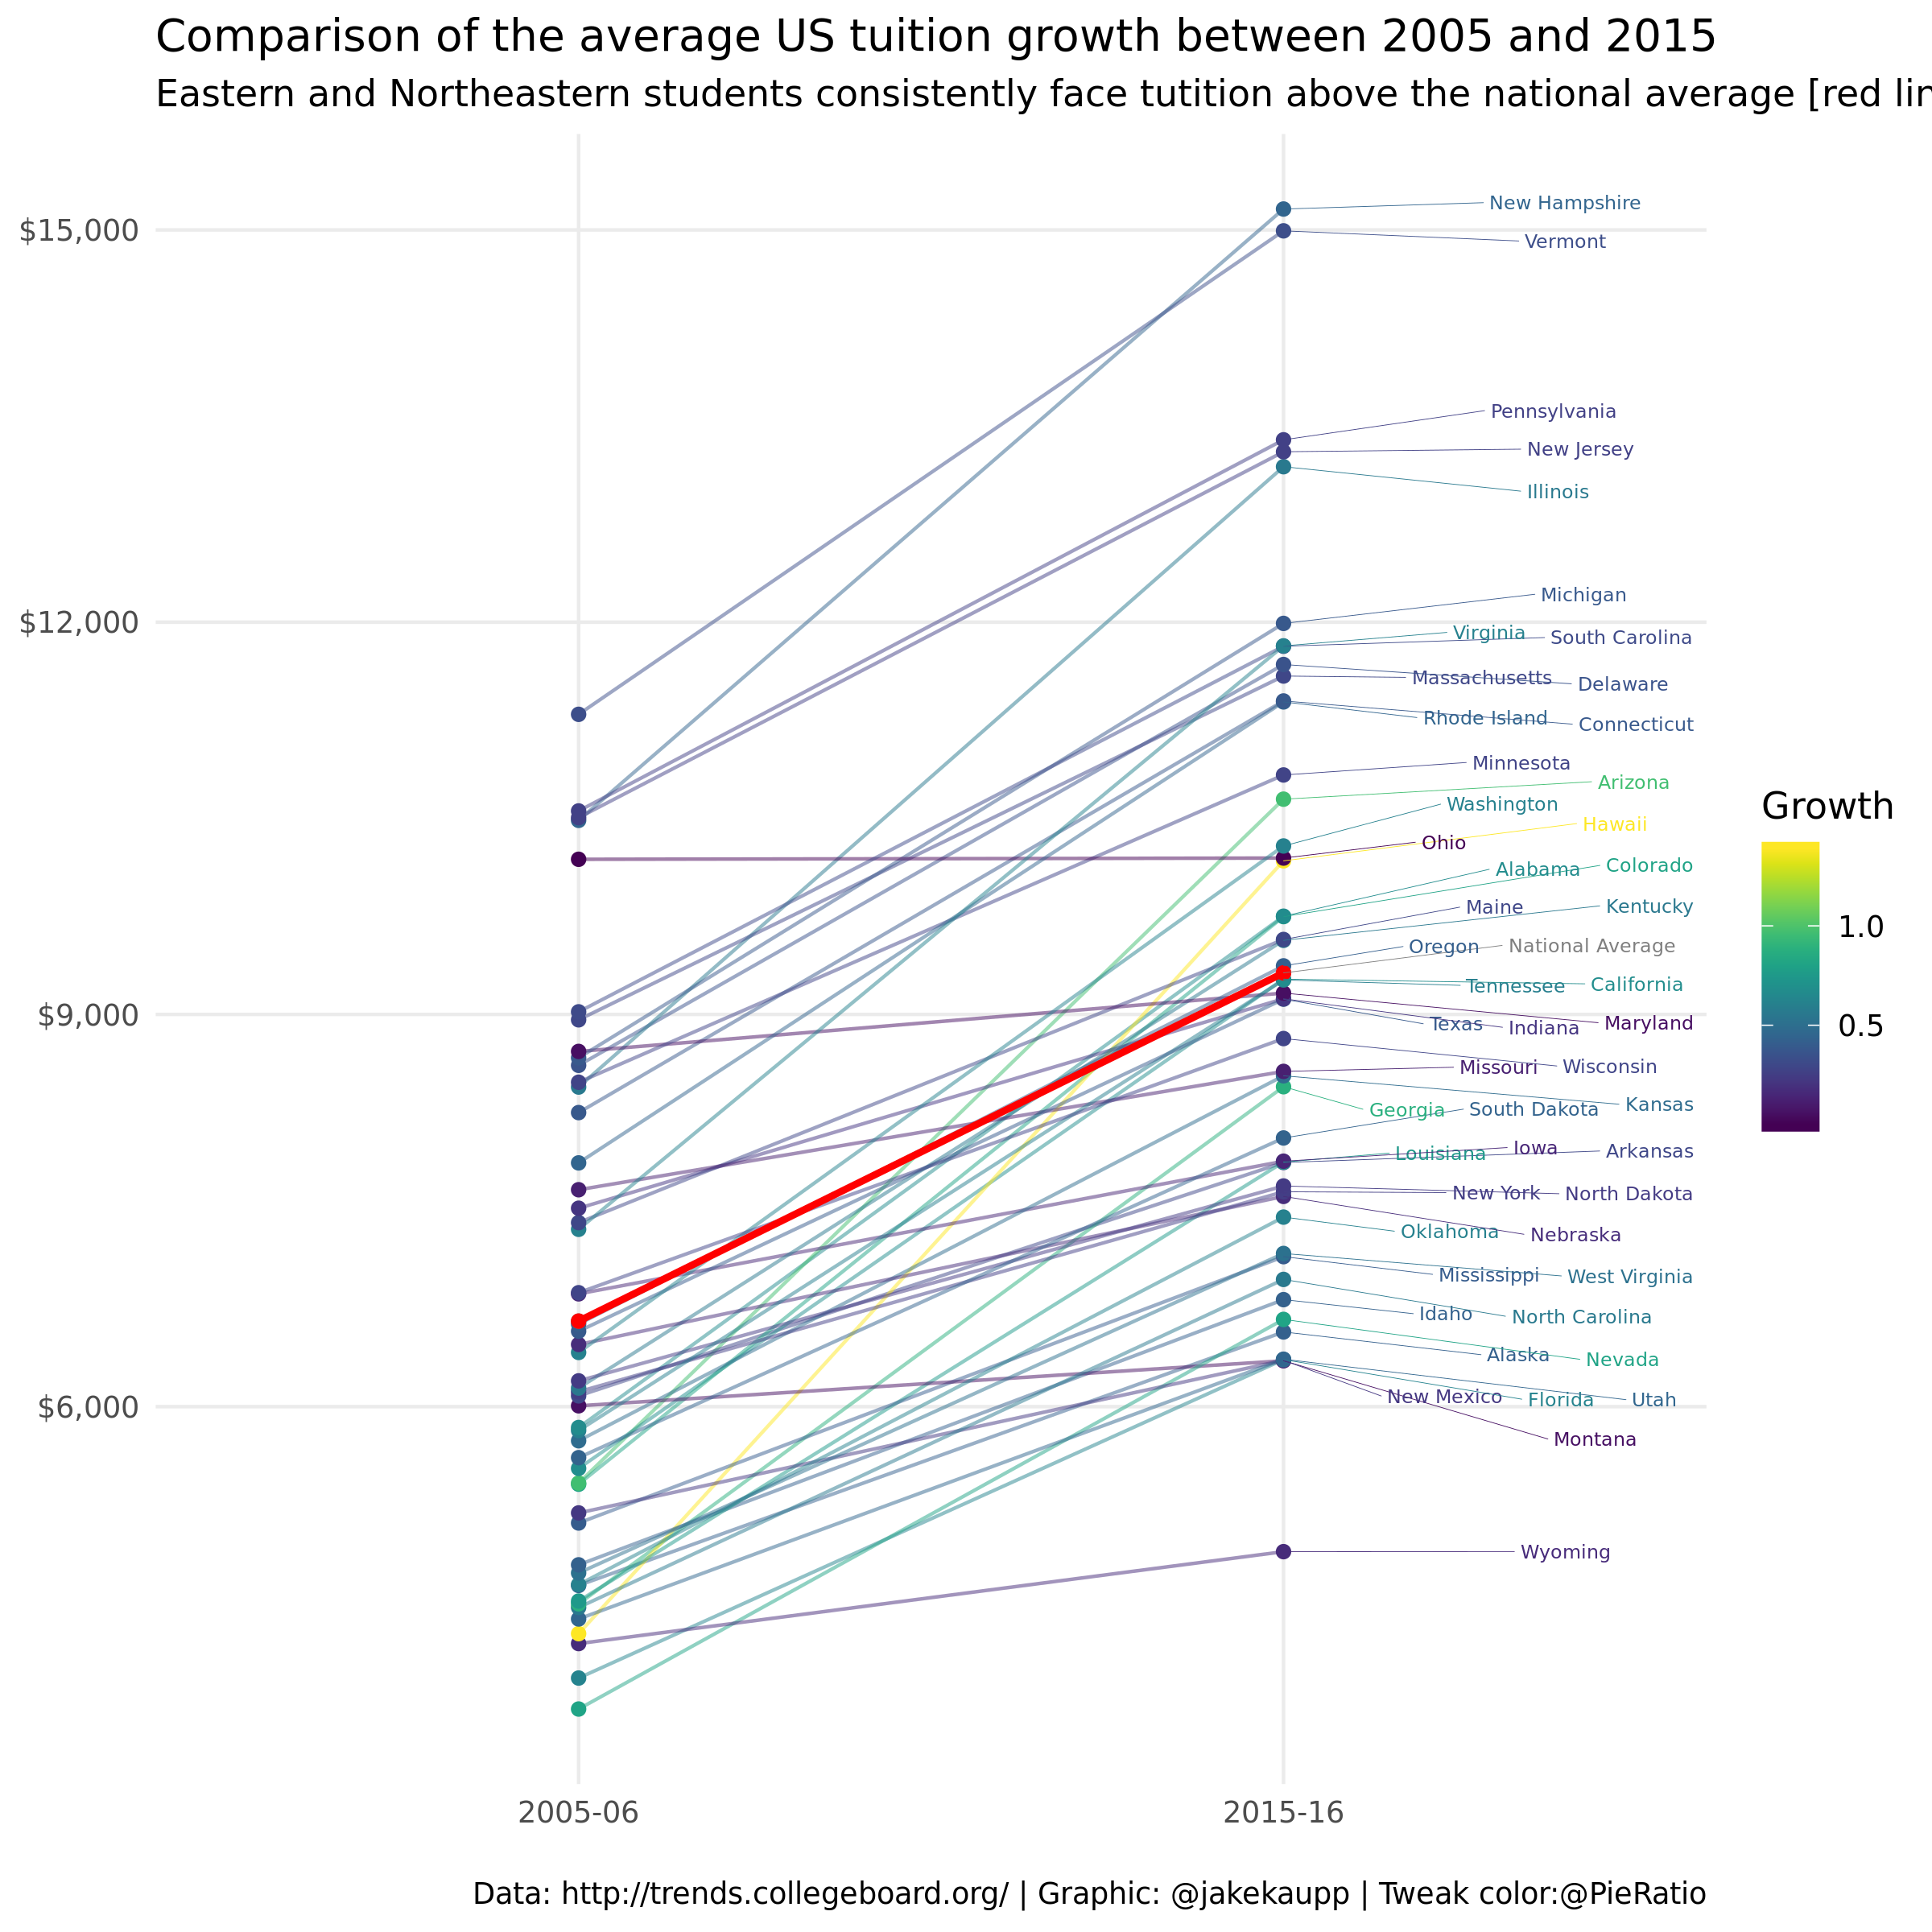 Comparison of the average US tuition growth between 2005 and 2015
Eastern and Northeastern students consistently face tutition above the national average [red lin
$15,000
$12,000
$9,000
$6,000
New Hampshire
Vermont
Pennsylvania
New Jersey
Illinois
Michigan
Virginia
South Carolina
Massachusetts
Delaware
Rhode Island
Connecticut
Minnesota
Arizona
Washington
Hawaii
Ohio
Alabama
Colorado
Maine
Kentucky
Oregon
National Average
Tennessee
California
Texas
Indiana
Maryland
Missouri
Wisconsin
Georgia
South Dakota
Kansas
Louisiana
Iowa
Arkansas
New York
North Dakota
Oklahoma
Nebraska
Mississippi
West Virginia
Idaho
North Carolina
Alaska
Nevada
New Mexico
Florida
Utah
Montana
Wyoming
Growth
1.0
0.5
2005-06
2015-16
Data: http://trends.collegeboard.org/ | Graphic: @jakekaupp | Tweak color:@PieRatio